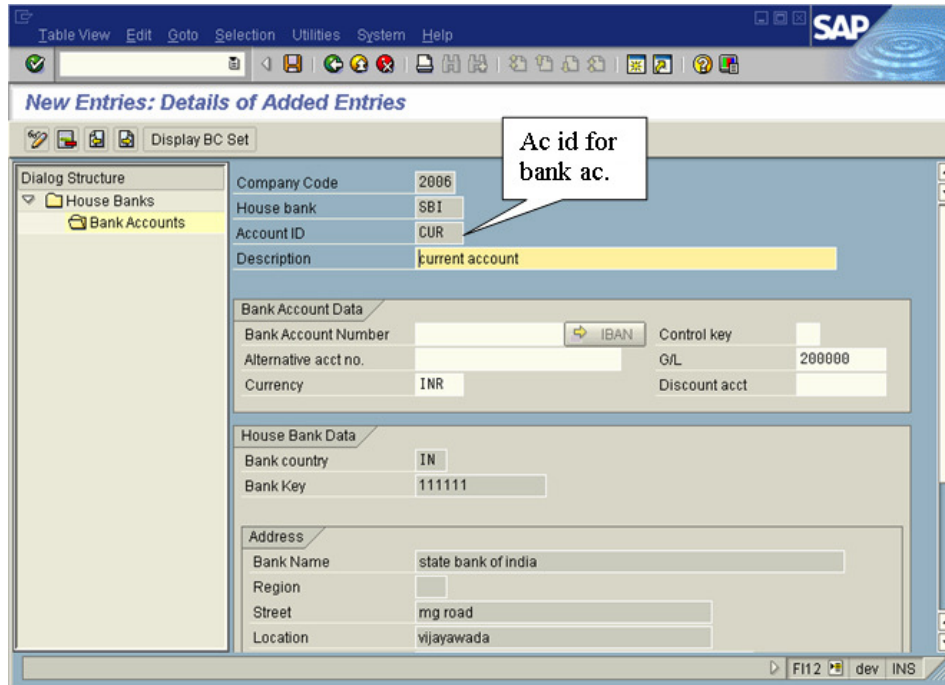 Table View Edit Goto Selection Utilities System Help
SAP
New Entries: Details of Added Entries
Display BC Set
Ac id for
bank ac.
Dialog Structure
House Banks
Bank Accounts
Company Code 2006
House bank SBI
Account ID CUR
Description current account
Bank Account Data
Bank Account Number IBAN Control key
Alternative acct no. G/L 200000
Currency INR Discount acct
House Bank Data
Bank country IN
Bank Key 111111
Address
Bank Name state bank of india
Region
Street mg road
Location vijayawada
FI12 dev INS